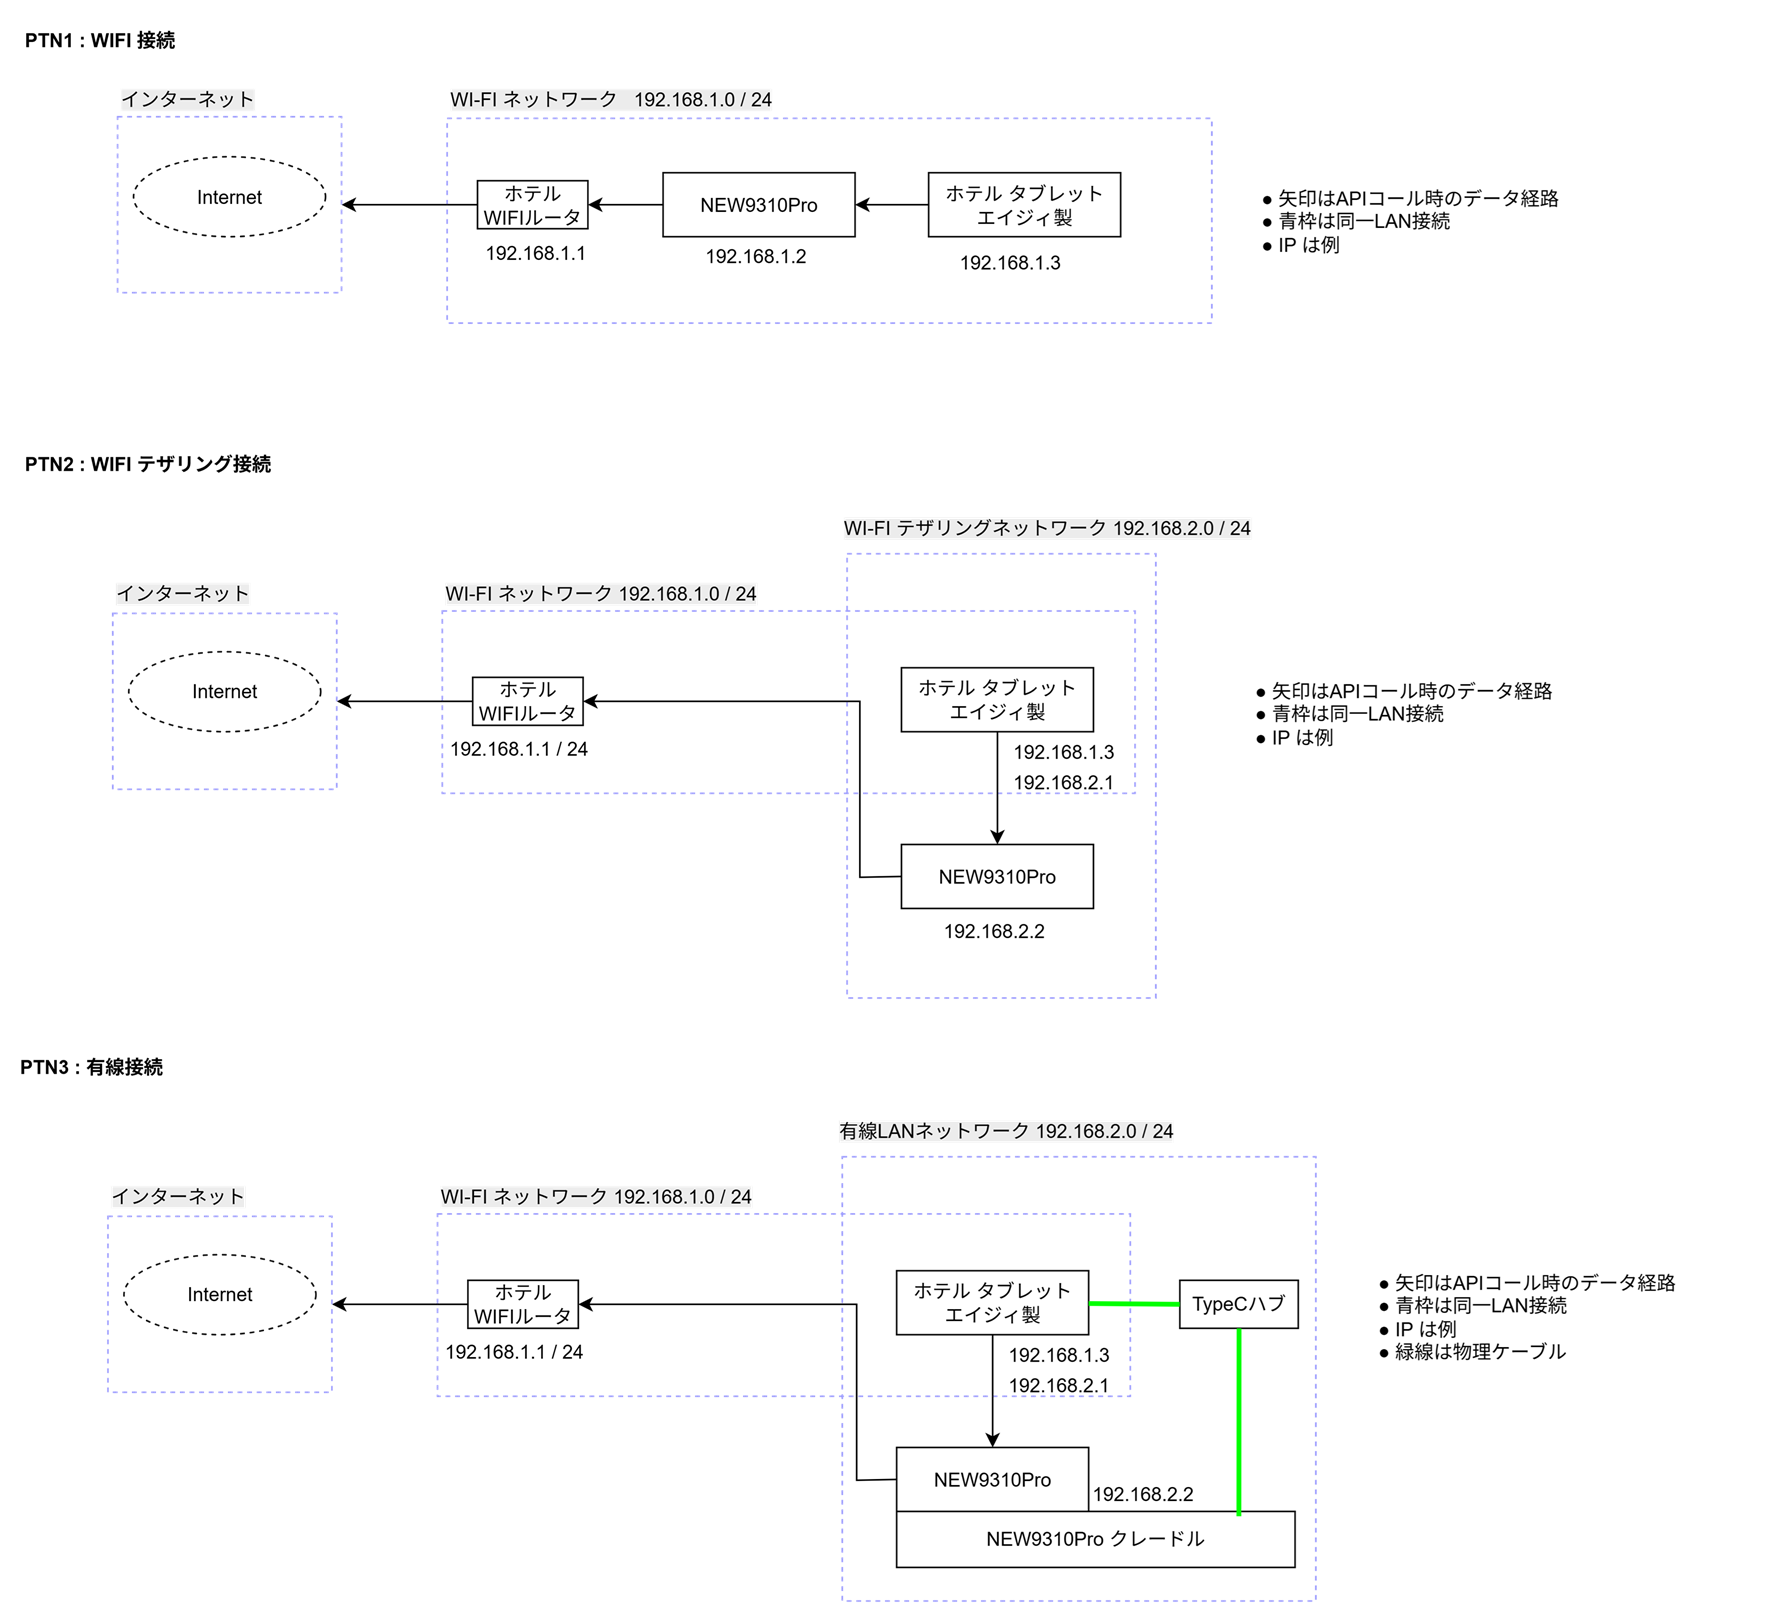 PTN1 : WIFI 接続
インターネット
WI-FI ネットワーク　192.168.1.0 / 24
Internet
ホテル
WIFIルータ
192.168.1.1
NEW9310Pro
192.168.1.2
ホテル タブレット
エイジィ製
192.168.1.3
● 矢印はAPIコール時のデータ経路
● 青枠は同一LAN接続
● IP は例
PTN2 : WIFI テザリング接続
WI-FI テザリングネットワーク 192.168.2.0 / 24
インターネット
WI-FI ネットワーク 192.168.1.0 / 24
Internet
ホテル
WIFIルータ
192.168.1.1 / 24
ホテル タブレット
エイジィ製
192.168.1.3
192.168.2.1
NEW9310Pro
192.168.2.2
● 矢印はAPIコール時のデータ経路
● 青枠は同一LAN接続
● IP は例
PTN3 : 有線接続
有線LANネットワーク 192.168.2.0 / 24
インターネット
WI-FI ネットワーク 192.168.1.0 / 24
Internet
ホテル
WIFIルータ
192.168.1.1 / 24
ホテル タブレット
エイジィ製
192.168.1.3
192.168.2.1
TypeCハブ
NEW9310Pro
192.168.2.2
NEW9310Pro クレードル
● 矢印はAPIコール時のデータ経路
● 青枠は同一LAN接続
● IP は例
● 緑線は物理ケーブル